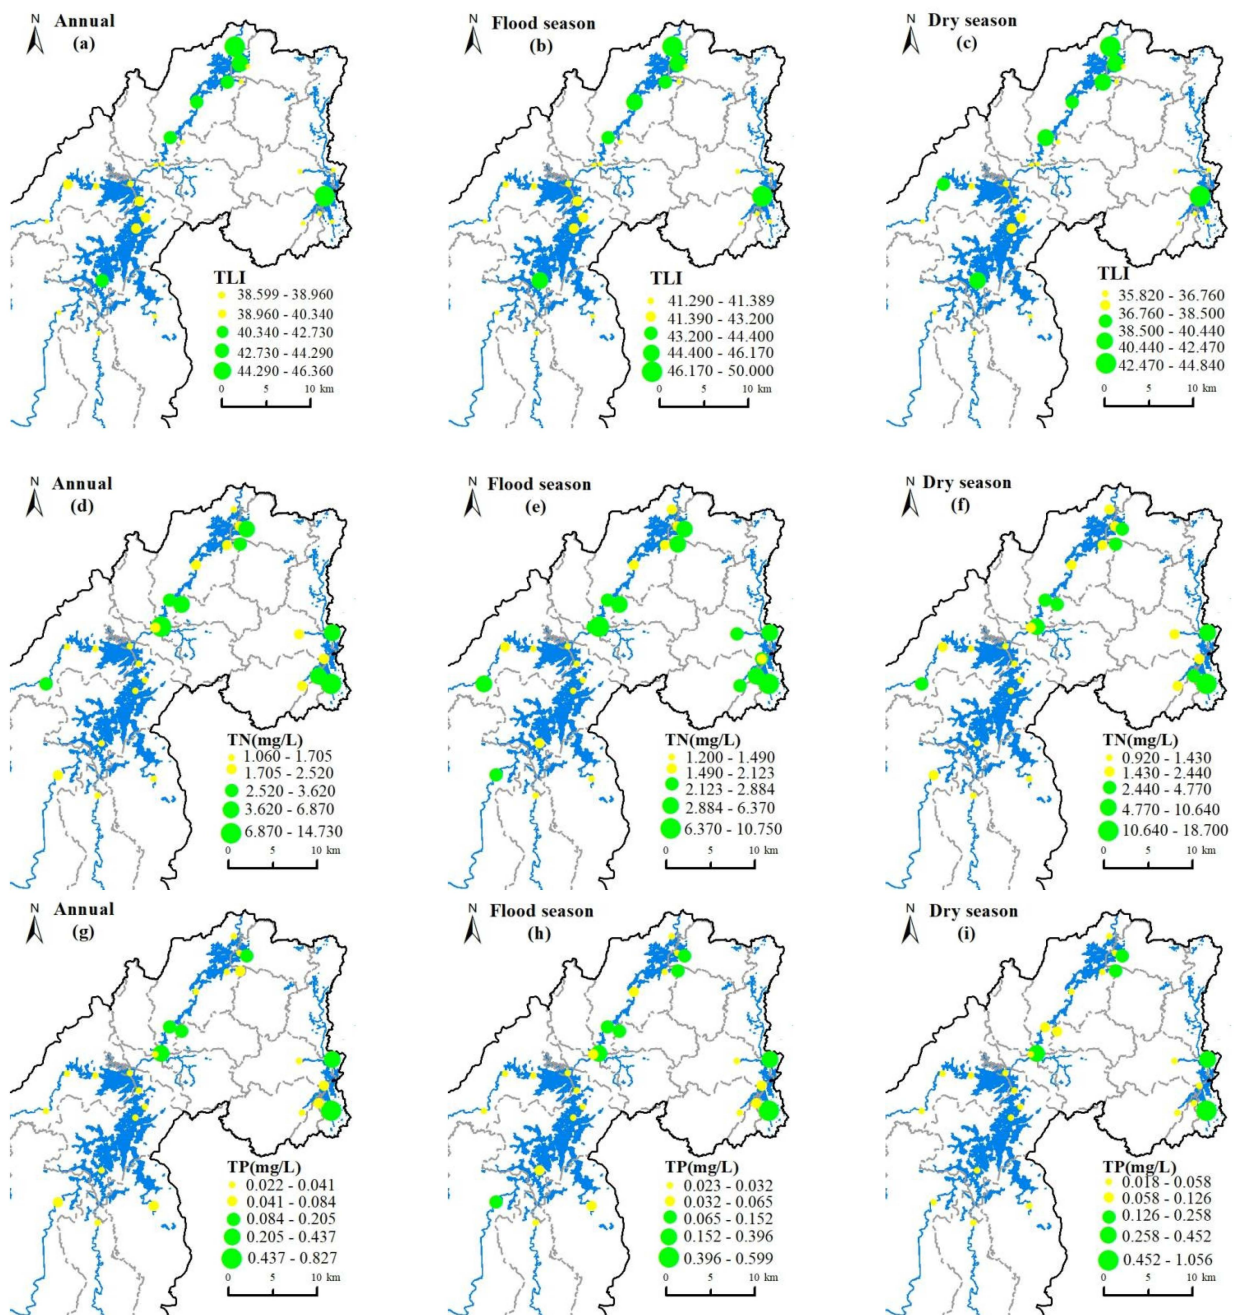 N
Annual
(a)
TLI
38.599 - 38.960
38.960 - 40.340
40.340 - 42.730
42.730 - 44.290
44.290 - 46.360
0 5 10 km
N
Flood season
(b)
TLI
41.290 - 41.389
41.390 - 43.200
43.200 - 44.400
44.400 - 46.170
46.170 - 50.000
0 5 10 km
N
Dry season
(c)
TLI
35.820 - 36.760
36.760 - 38.500
38.500 - 40.440
40.440 - 42.470
42.470 - 44.840
0 5 10 km
N
Annual
(d)
TN(mg/L)
1.060 - 1.705
1.705 - 2.520
2.520 - 3.620
3.620 - 6.870
6.870 - 14.730
0 5 10 km
N
Flood season
(e)
TN(mg/L)
1.200 - 1.490
1.490 - 2.123
2.123 - 2.884
2.884 - 6.370
6.370 - 10.750
0 5 10 km
N
Dry season
(f)
TN(mg/L)
0.920 - 1.430
1.430 - 2.440
2.440 - 4.770
4.770 - 10.640
10.640 - 18.700
0 5 10 km
N
Annual
(g)
TP(mg/L)
0.022 - 0.041
0.041 - 0.084
0.084 - 0.205
0.205 - 0.437
0.437 - 0.827
0 5 10 km
N
Flood season
(h)
TP(mg/L)
0.023 - 0.032
0.032 - 0.065
0.065 - 0.152
0.152 - 0.396
0.396 - 0.599
0 5 10 km
N
Dry season
(i)
TP(mg/L)
0.018 - 0.058
0.058 - 0.126
0.126 - 0.258
0.258 - 0.452
0.452 - 1.056
0 5 10 km